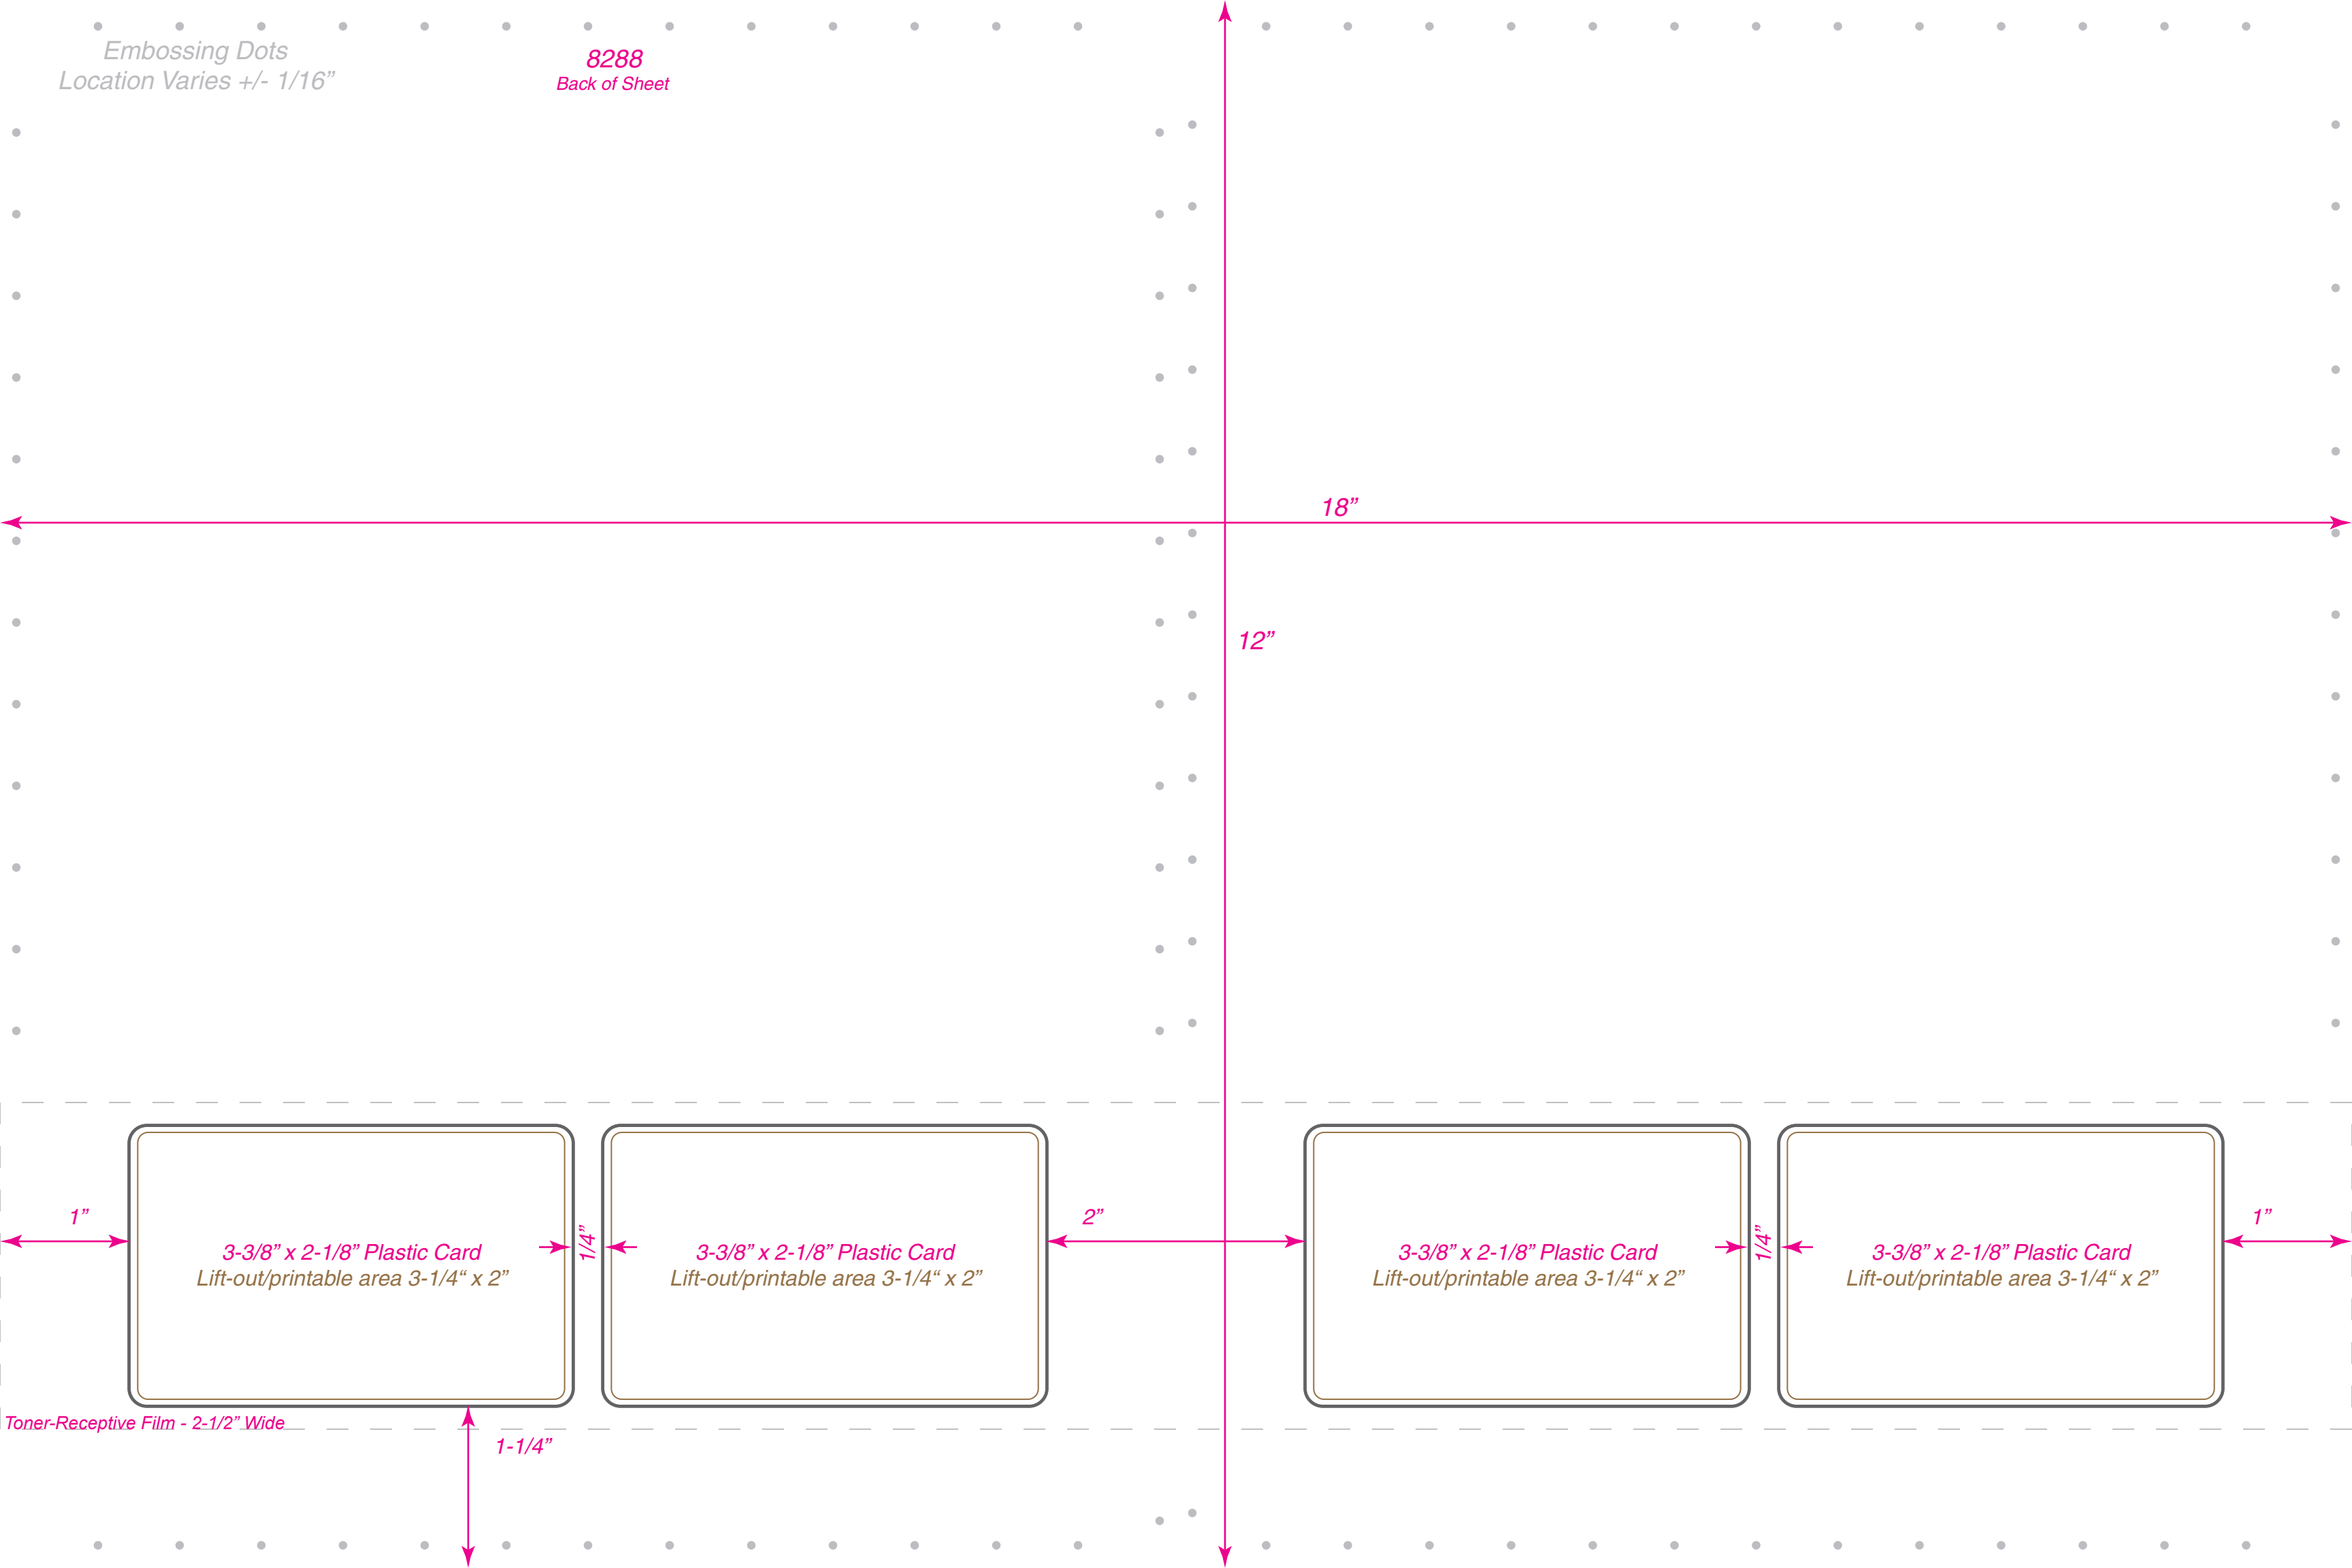 Embossing Dots
Location Varies +/- 1/16”
8288
Back of Sheet
18”
12”
1”
3-3/8” x 2-1/8” Plastic Card
Lift-out/printable area 3-1/4“ x 2”
1/4”
3-3/8” x 2-1/8” Plastic Card
Lift-out/printable area 3-1/4“ x 2”
2”
3-3/8” x 2-1/8” Plastic Card
Lift-out/printable area 3-1/4“ x 2”
1/4”
3-3/8” x 2-1/8” Plastic Card
Lift-out/printable area 3-1/4“ x 2”
1”
Toner-Receptive Film - 2-1/2” Wide
1-1/4”